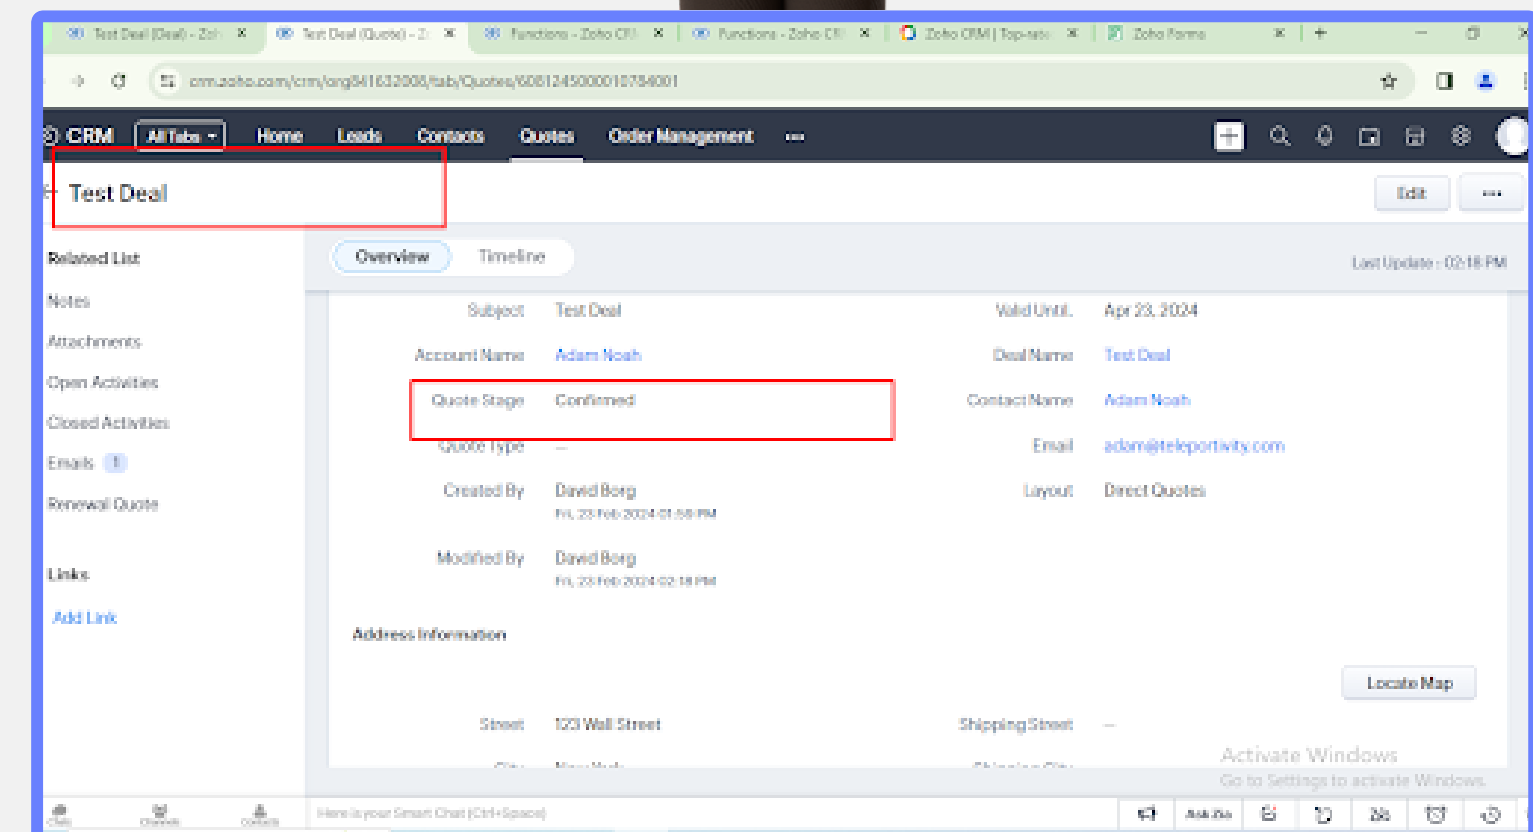 Test Deal (Deal) - Zoh
Test Deal (Quote) - Z
Functions - Zoho CR
Functions - Zoho CR
Zoho CRM | Top-rate
Zoho Forms
crm.zoho.com/crm/org841632008/tab/Quotes/6081245000010784001
CRM All Tabs Home Leads Contacts Quotes Order Management ...
Test Deal
Edit
...
Related List
Notes
Attachments
Open Activities
Closed Activities
Emails 1
Renewal Quote
Links
Add Link
Overview Timeline
Last Update : 02:18 PM
Subject Test Deal
Valid Until. Apr 23, 2024
Account Name Adam Noah
Deal Name Test Deal
Quote Stage Confirmed
Contact Name Adam Noah
Quote Type —
Email adam@teleportivity.com
Created By David Borg
Fri, 23 Feb 2024 01:59 PM
Layout Direct Quotes
Modified By David Borg
Fri, 23 Feb 2024 02:18 PM
Address Information
Locate Map
Street 123 Wall Street
Shipping Street —
City New York
Shipping City
Activate Windows
Go to Settings to activate Windows.
Chats Channels Contacts
Here is your Smart Chat (Ctrl+Space)
Ask Zia